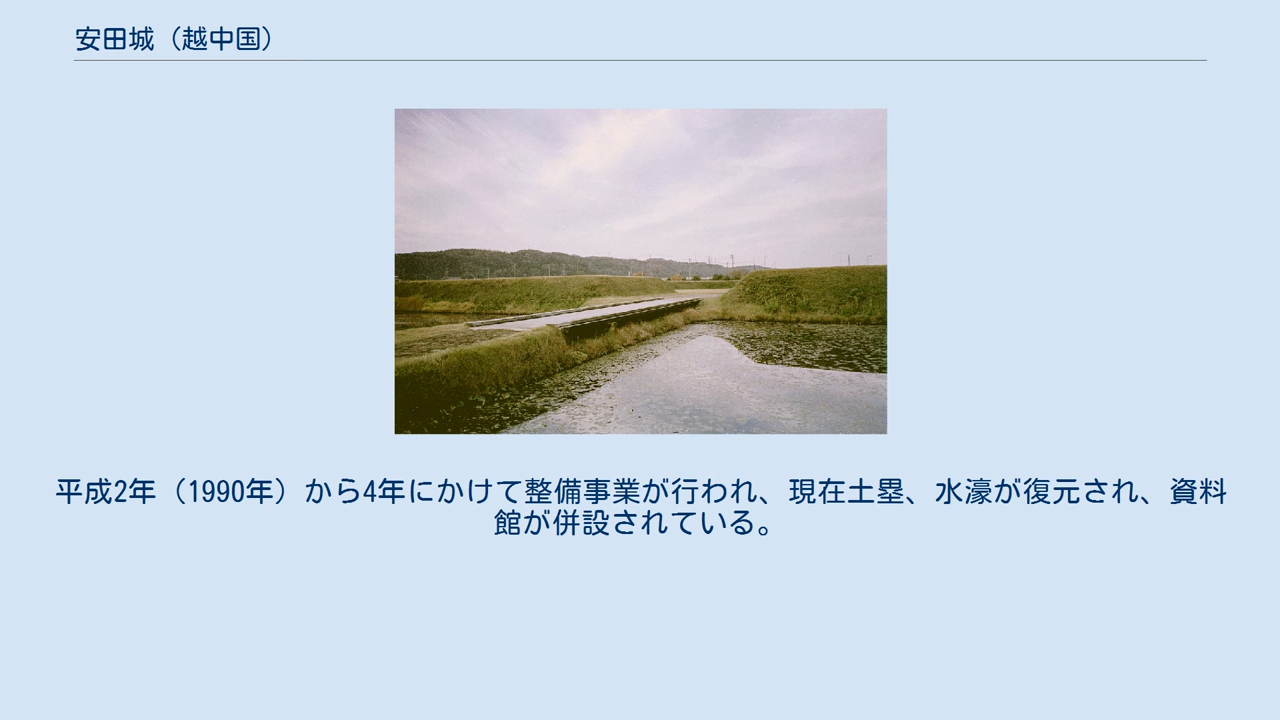 安田城（越中国）
平成2年（1990年）から4年にかけて整備事業が行われ、現在土塁、水濠が復元され、資料
館が併設されている。